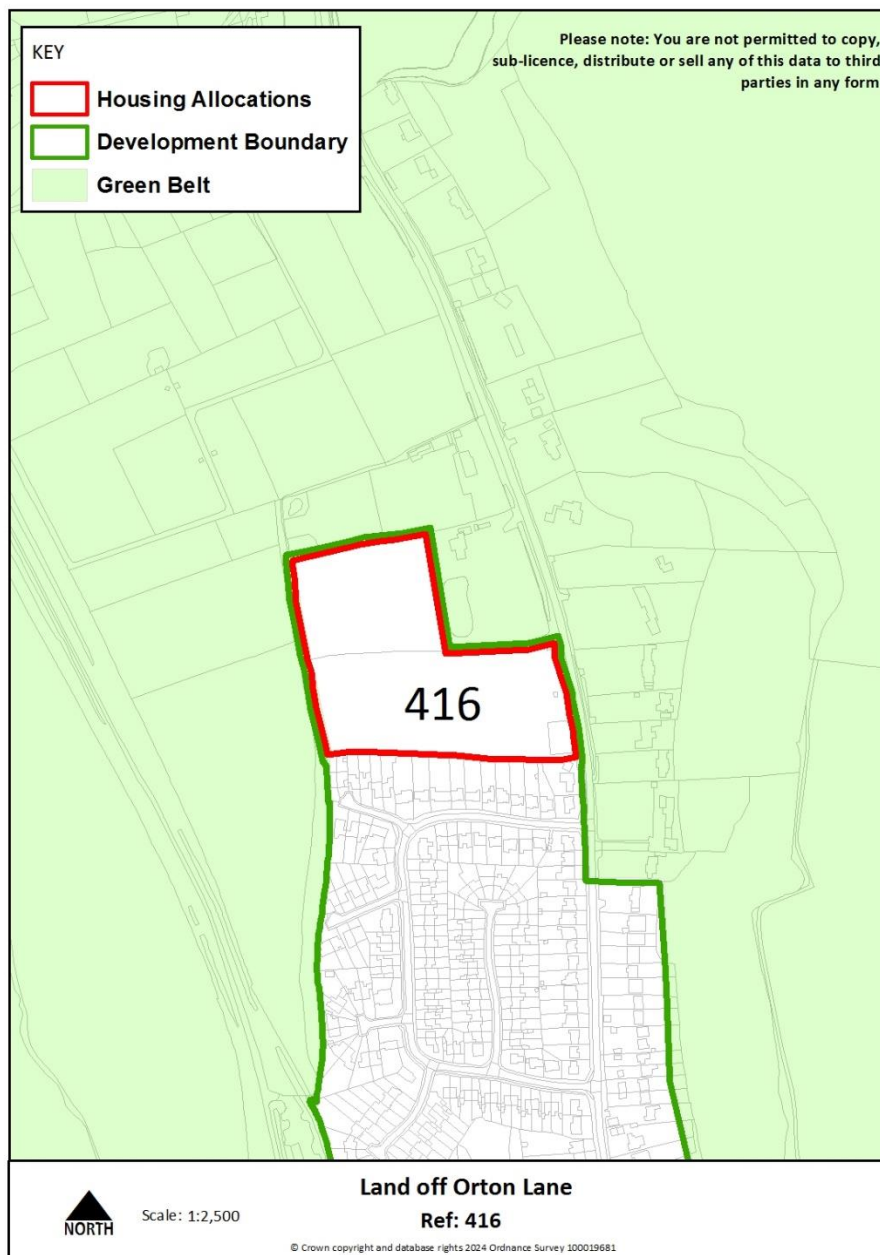 KEY
Housing Allocations
Development Boundary
Green Belt
Please note: You are not permitted to copy,
sub-licence, distribute or sell any of this data to third
parties in any form
416
Land off Orton Lane
Ref: 416
NORTH
Scale: 1:2,500
© Crown copyright and database rights 2024 Ordnance Survey 100019681